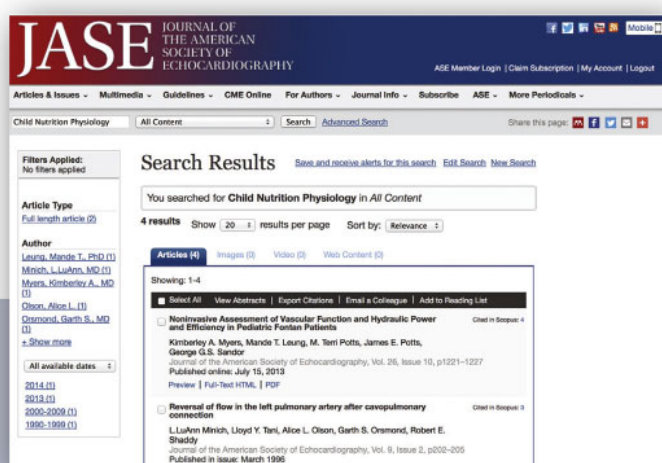 JASE
JOURNAL OF
THE AMERICAN
SOCIETY OF
ECHOCARDIOGRAPHY
Mobile
ASE Member Login | Claim Subscription | My Account | Logout
Articles & Issues Multimedia Guidelines CME Online For Authors Journal Info Subscribe ASE More Periodicals
Child Nutrition Physiology All Content Search Advanced Search Share this page:
Filters Applied:
No filters applied
Article Type
Full length article (2)
Author
Leung, Mande T., PhD (1)
Minich, L.LuAnn, MD (1)
Myers, Kimberley A., MD
(1)
Olson, Alice L. (1)
Orsmond, Garth S., MD
(1)
+ Show more
All available dates
2014 (1)
2013 (1)
2000-2009 (1)
1990-1999 (1)
Search Results Save and receive alerts for this search Edit Search New Search
You searched for Child Nutrition Physiology in All Content
4 results Show 20 results per page Sort by: Relevance
Articles (4) Images (0) Video (0) Web Content (0)
Showing: 1-4
Select All View Abstracts | Export Citations | Email a Colleague | Add to Reading List
Noninvasive Assessment of Vascular Function and Hydraulic Power Cited in Scopus: 4
and Efficiency in Pediatric Fontan Patients
Kimberley A. Myers, Mande T. Leung, M. Terri Potts, James E. Potts,
George G.S. Sandor
Journal of the American Society of Echocardiography, Vol. 26, Issue 10, p1221–1227
Published online: July 15, 2013
Preview | Full-Text HTML | PDF
Reversal of flow in the left pulmonary artery after cavopulmonary Cited in Scopus: 3
connection
L.LuAnn Minich, Lloyd Y. Tani, Alice L. Olson, Garth S. Orsmond, Robert E.
Shaddy
Journal of the American Society of Echocardiography, Vol. 9, Issue 2, p202–205
Published in issue: March 1996